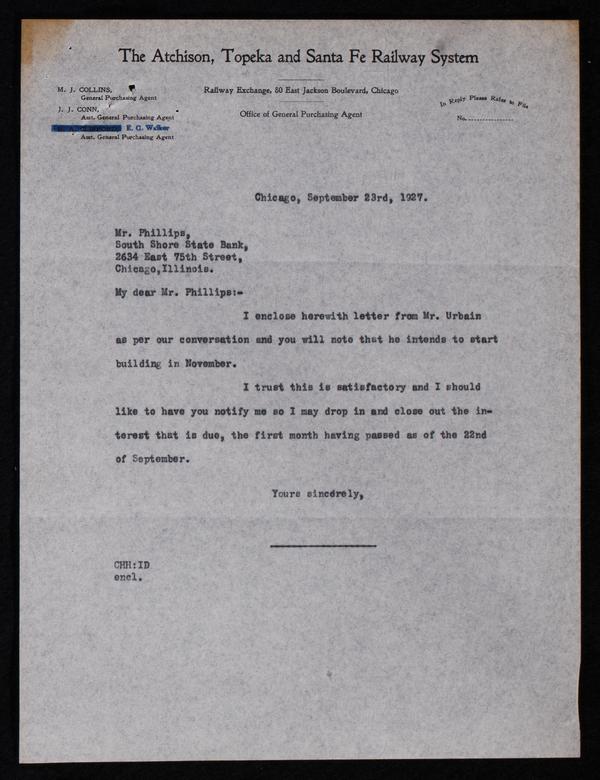 The Atchison, Topeka and Santa Fe Railway System
M. J. COLLINS,
General Purchasing Agent
J. J. CONN,
Asst. General Purchasing Agent
E. G. Walker
Asst. General Purchasing Agent
Railway Exchange, 80 East Jackson Boulevard, Chicago
Office of General Purchasing Agent
In Reply Please Refer to File
No.
Chicago, September 23rd, 1927.
Mr. Phillips,
South Shore State Bank,
2634 East 75th Street,
Chicago,Illinois.
My dear Mr. Phillips:-
I enclose herewith letter from Mr. Urbain
as per our conversation and you will note that he intends to start
building in November.
I trust this is satisfactory and I should
like to have you notify me so I may drop in and close out the in-
terest that is due, the first month having passed as of the 22nd
of September.
Yours sincerely,
CHH:ID
encl.